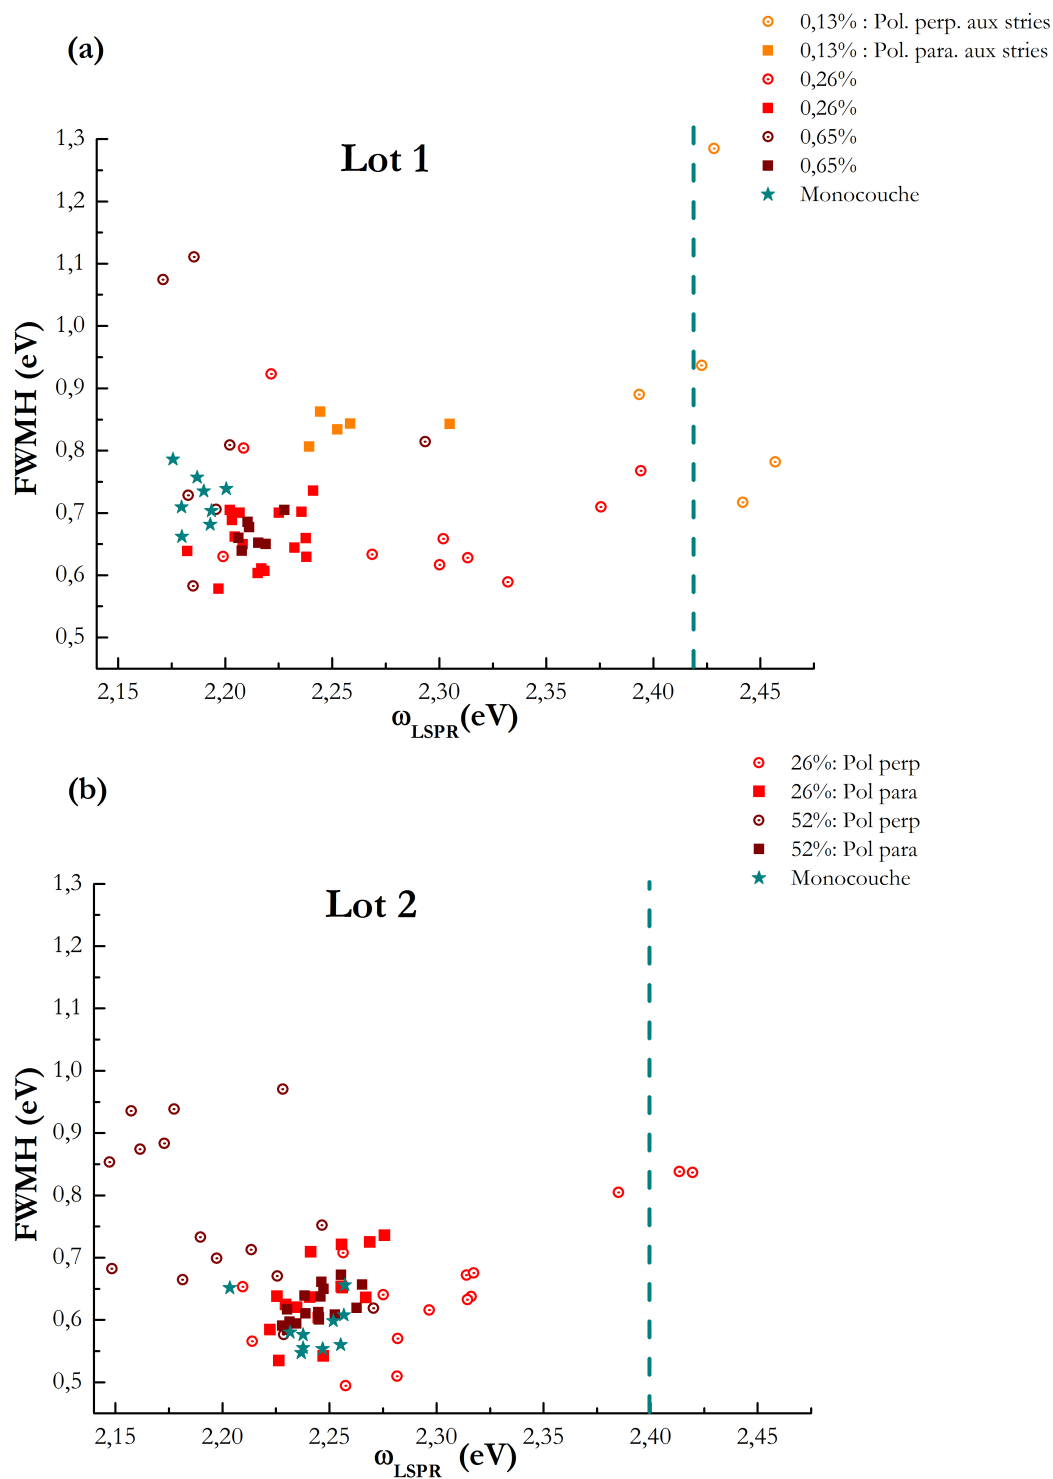 (a)
0,13% : Pol. perp. aux stries
0,13% : Pol. para. aux stries
0,26%
0,26%
0,65%
0,65%
Monocouche
Lot 1
1,3
1,2
1,1
1,0
0,9
0,8
0,7
0,6
0,5
FWMH (eV)
2,15 2,20 2,25 2,30 2,35 2,40 2,45
ωLSPR(eV)
(b)
26%: Pol perp
26%: Pol para
52%: Pol perp
52%: Pol para
Monocouche
Lot 2
1,3
1,2
1,1
1,0
0,9
0,8
0,7
0,6
0,5
FWMH (eV)
2,15 2,20 2,25 2,30 2,35 2,40 2,45
ωLSPR (eV)